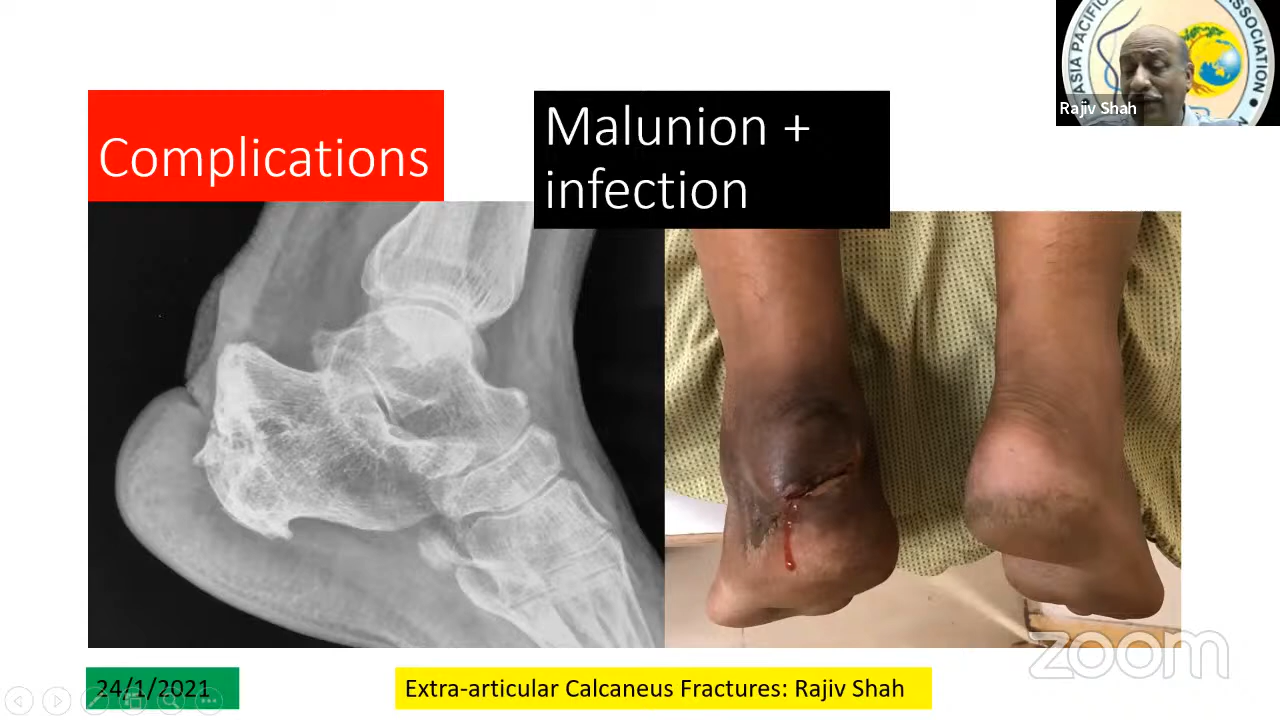 ASIA PACIFIC
ASSOCIATION
Rajiv Shah
Complications
Malunion +
infection
zoom
24/1/2021
Extra-articular Calcaneus Fractures: Rajiv Shah